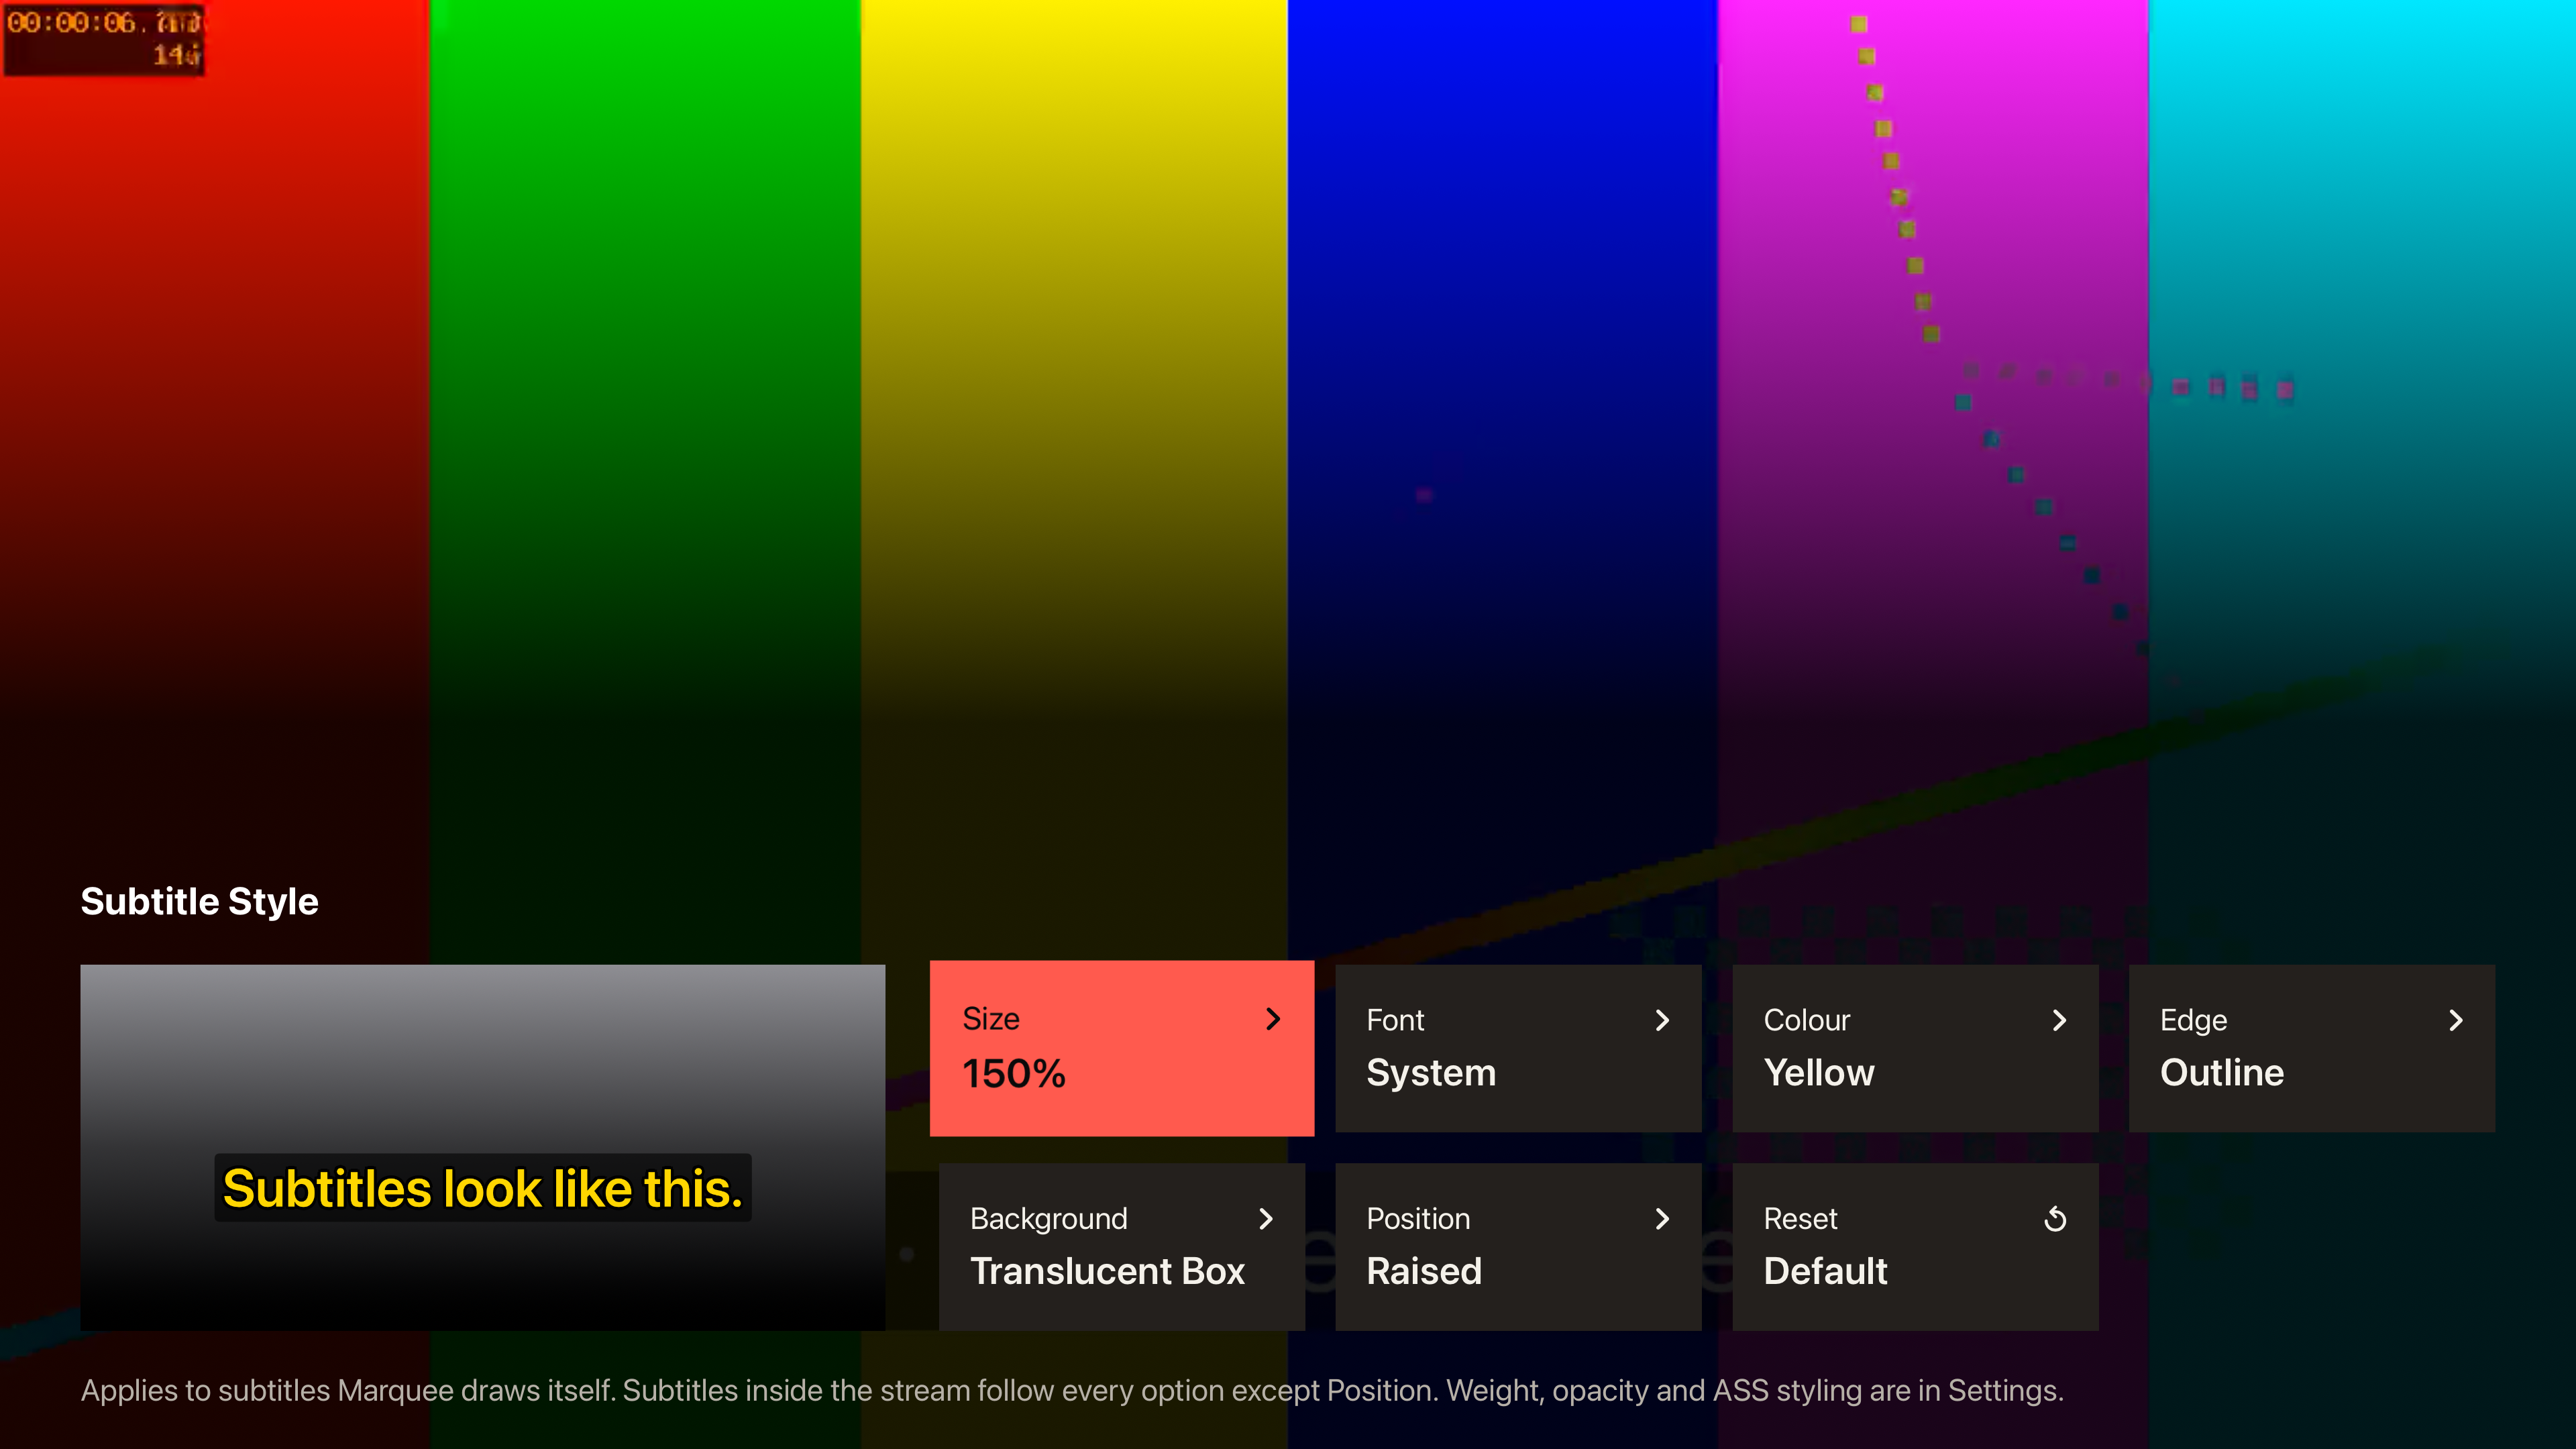 00:00:06.
Subtitle Style
Subtitles look like this.
Size
150%
Font
System
Colour
Yellow
Edge
Outline
Background
Translucent Box
Position
Raised
Reset
Default
Applies to subtitles Marquee draws itself. Subtitles inside the stream follow every option except Position. Weight, opacity and ASS styling are in Settings.